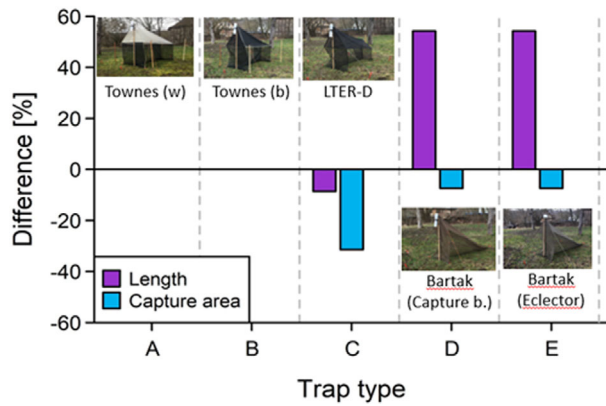 60
40
20
0
-20
-40
-60
Difference [%]
Townes (w)
Townes (b)
LTER-D
Bartak
(Capture b.)
Bartak
(Eclector)
Length
Capture area
A
B
C
D
E
Trap type